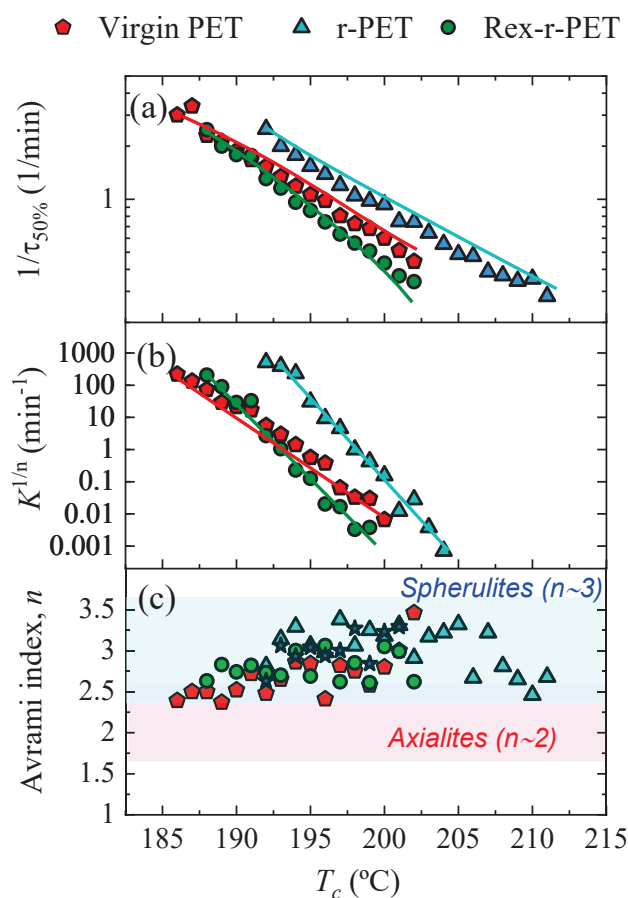 Virgin PET r-PET Rex-r-PET
(a)
1/τ50% (1/min)
1
(b)
K1/n (min-1)
1000
100
10
1
0.1
0.01
0.001
(c)
Spherulites (n~3)
Axialites (n~2)
Avrami index, n
3.5
3
2.5
2
1.5
1
185 190 195 200 205 210 215
Tc (ºC)